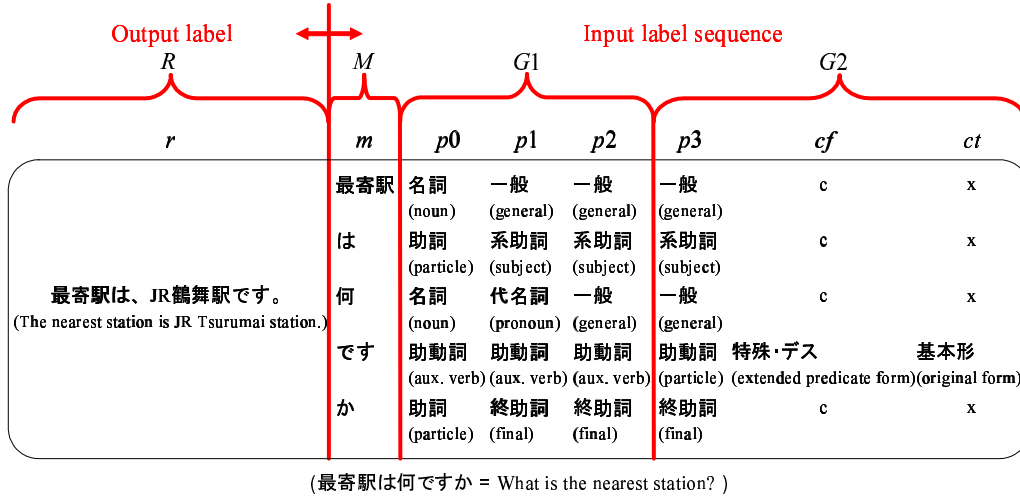 Output label Input label sequence
R M G1 G2
r m p0 p1 p2 p3 cf ct
最寄駅 名詞 一般 一般 一般 c x
(noun) (general) (general) (general)
は 助詞 系助詞 系助詞 系助詞 c x
(particle) (subject) (subject) (subject)
最寄駅は、JR鶴舞駅です。 何 名詞 代名詞 一般 一般 c x
(The nearest station is JR Tsurumai station.) (noun) (pronoun) (general) (general)
です 助動詞 助動詞 助動詞 助動詞 特殊・デス 基本形
(aux. verb) (aux. verb) (aux. verb) (particle) (extended predicate form) (original form)
か 助詞 終助詞 終助詞 終助詞 c x
(particle) (final) (final) (final)
(最寄駅は何ですか = What is the nearest station? )